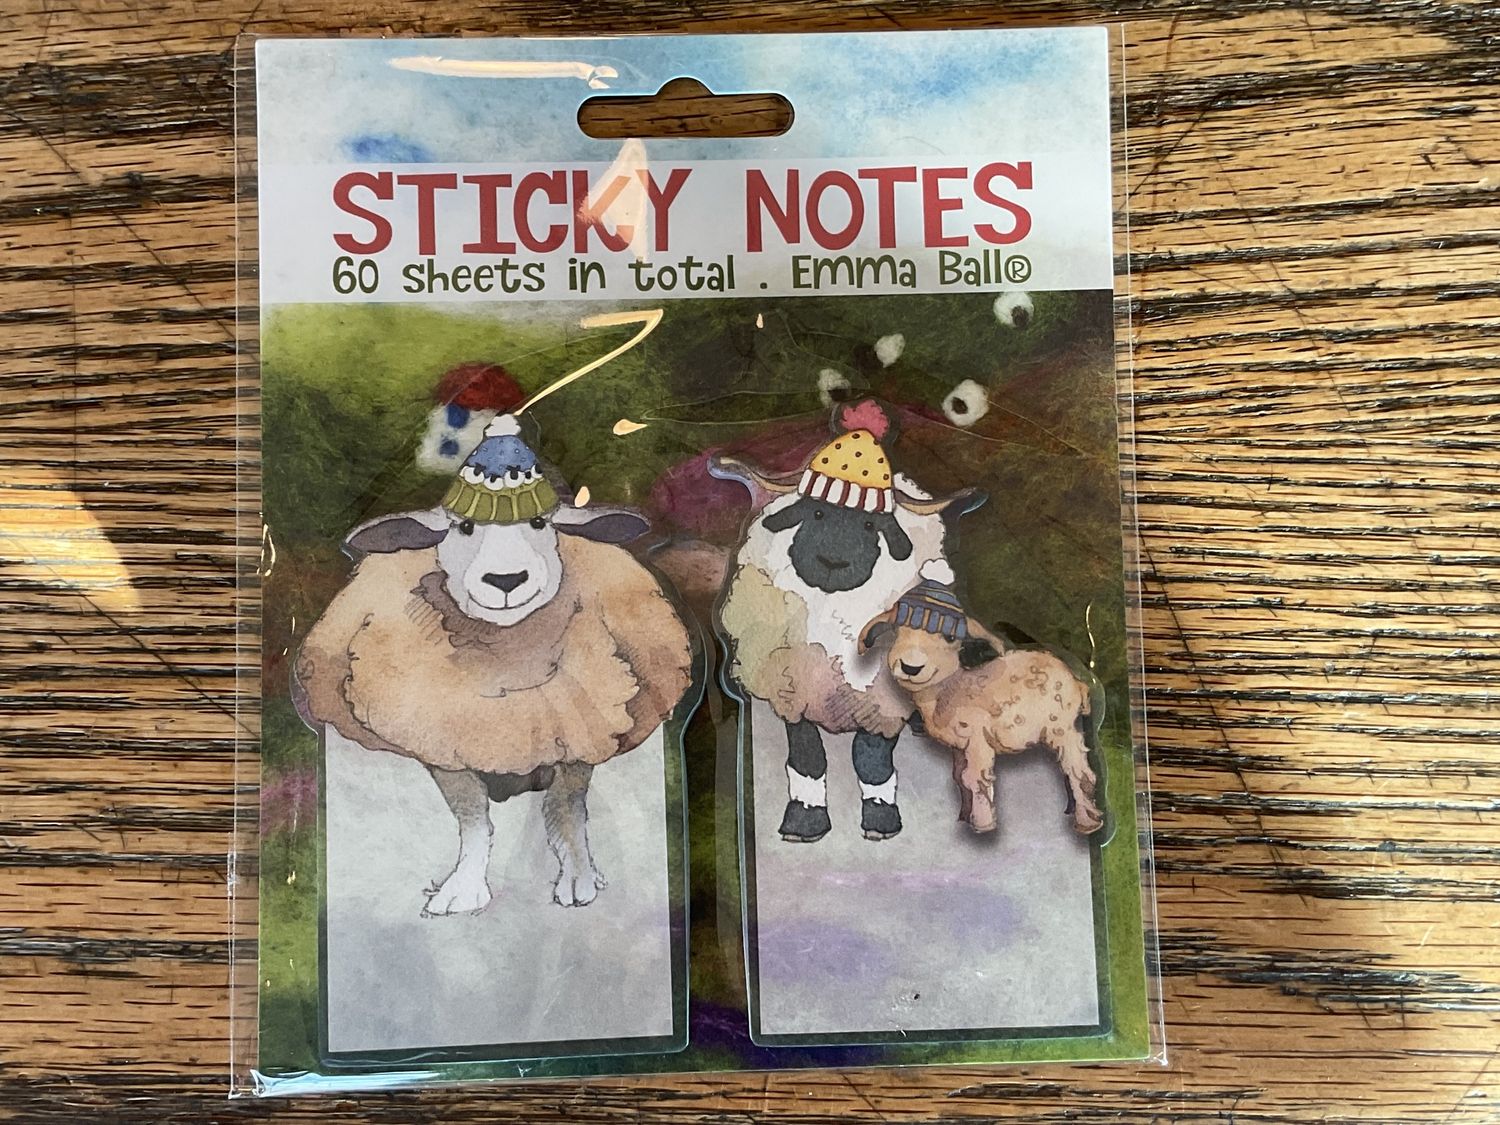 STICKY NOTES
60 sheets in total . Emma Ball®